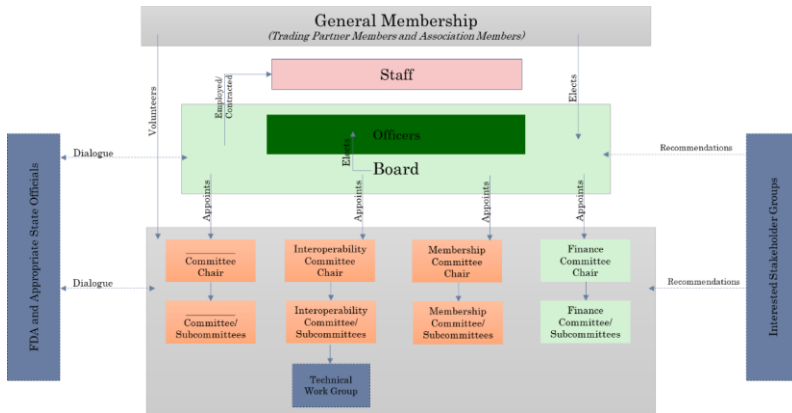 General Membership
(Trading Partner Members and Association Members)
Staff
Employed/
Contracted
Volunteers
Elects
Officers
Elects
Board
FDA and Appropriate State Officials
Dialogue
Dialogue
Recommendations
Recommendations
Interested Stakeholder Groups
Appoints
Appoints
Appoints
Appoints
________
Committee
Chair
Interoperability
Committee
Chair
Membership
Committee
Chair
Finance
Committee
Chair
________
Committee/
Subcommittees
Interoperability
Committee/
Subcommittees
Membership
Committee/
Subcommittees
Finance
Committee/
Subcommittees
Technical
Work Group